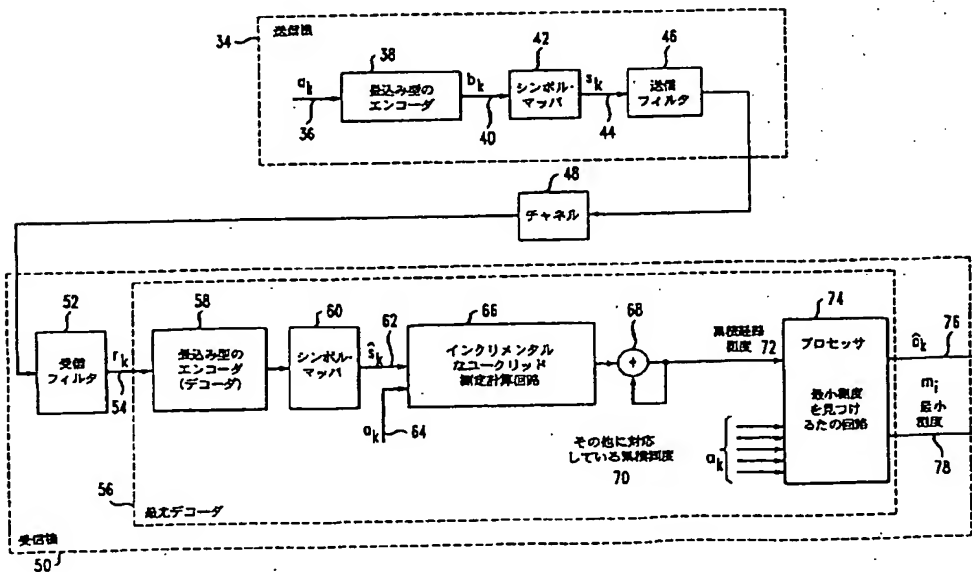 34
送信機
38
42
46
a_k
畳込み型の
エンコーダ
b_k
シンボル・
マッパ
s_k
送信
フィルタ
36
40
44
48
チャネル
52
受信
フィルタ
r_k
54
58
畳込み型の
エンコーダ
(デコーダ)
60
シンボル・
マッパ
62
ŝ_k
66
インクリメンタル
なユークリッド
測定計算回路
68
+
累積経路
測度 72
74
プロセッサ
最小測度
を見つけ
るたの回路
76
ĉ_k
m_i
最小
測度
78
a_k
64
その他に対応
している累積測度
70
a_k
56
最尤デコーダ
受信機
50